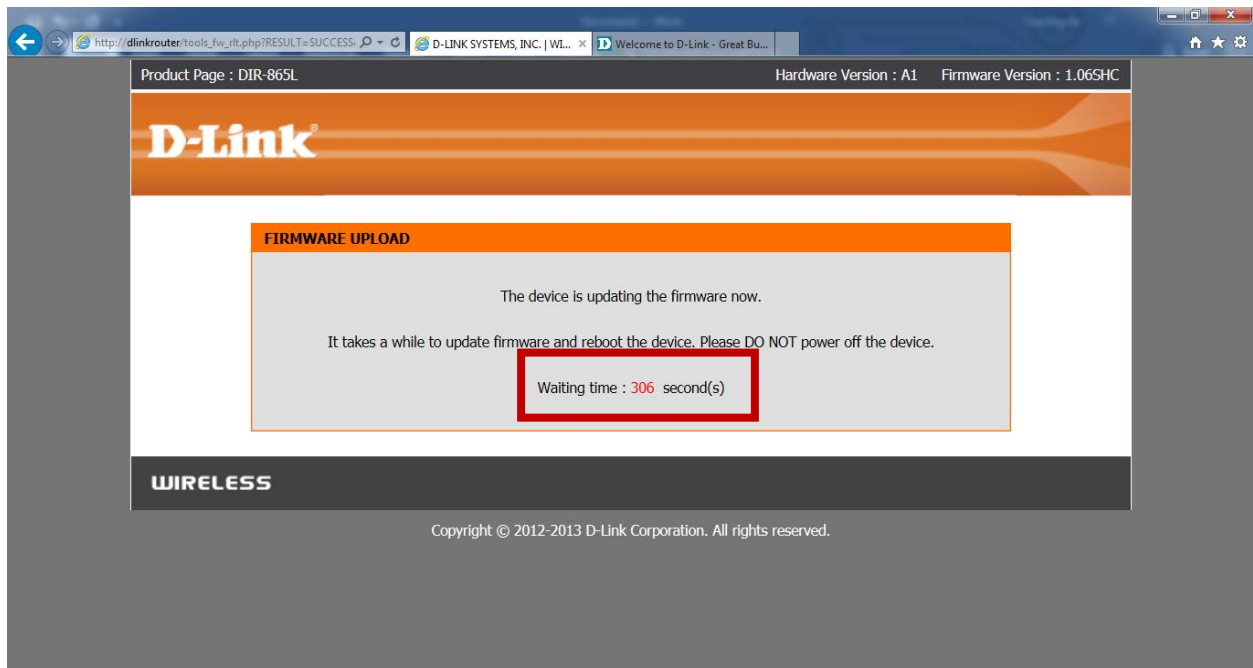 http://dlinkrouter/tools_fw_rlt.php?RESULT=SUCCESS
D-LINK SYSTEMS, INC. | WI...
Welcome to D-Link - Great Bu...
Product Page : DIR-865L
Hardware Version : A1
Firmware Version : 1.06SHC
D-Link®
FIRMWARE UPLOAD
The device is updating the firmware now.
It takes a while to update firmware and reboot the device. Please DO NOT power off the device.
Waiting time : 306 second(s)
WIRELESS
Copyright © 2012-2013 D-Link Corporation. All rights reserved.